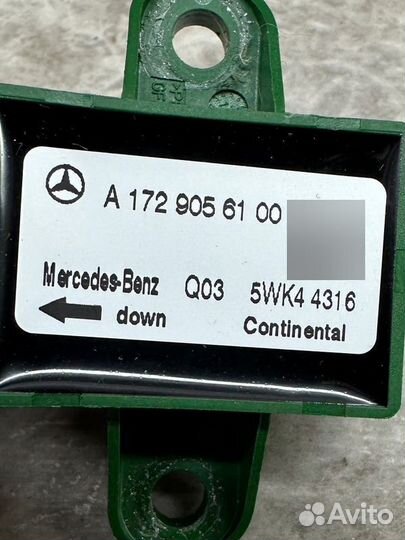 A 172 905 61 00
Mercedes-Benz Q03 5WK4 4316
down Continental
Avito